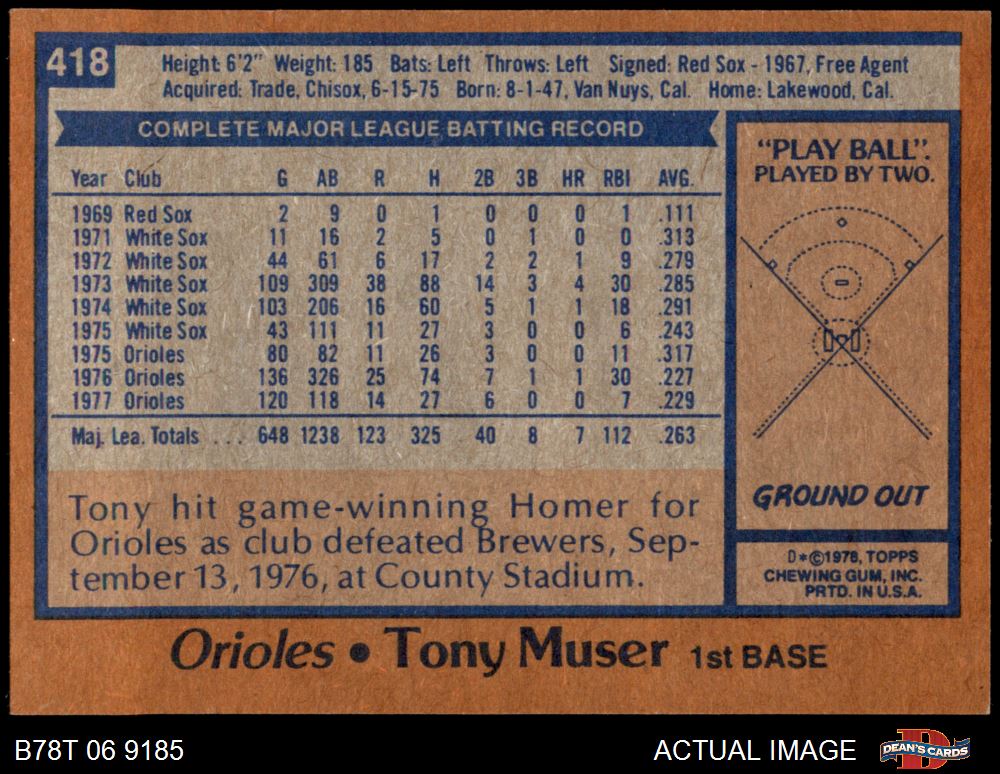 418
Height: 6'2" Weight: 185 Bats: Left Throws: Left Signed: Red Sox - 1967, Free Agent
Acquired: Trade, Chisox, 6-15-75 Born: 8-1-47, Van Nuys, Cal. Home: Lakewood, Cal.
COMPLETE MAJOR LEAGUE BATTING RECORD
Year Club G AB R H 2B 3B HR RBI AVG.
1969 Red Sox 2 9 0 1 0 0 0 1 .111
1971 White Sox 11 16 2 5 0 1 0 0 .313
1972 White Sox 44 61 6 17 2 2 1 9 .279
1973 White Sox 109 309 38 88 14 3 4 30 .285
1974 White Sox 103 206 16 60 5 1 1 18 .291
1975 White Sox 43 111 11 27 3 0 0 6 .243
1975 Orioles 80 82 11 26 3 0 0 11 .317
1976 Orioles 136 326 25 74 7 1 1 30 .227
1977 Orioles 120 118 14 27 6 0 0 7 .229
Maj. Lea. Totals ... 648 1238 123 325 40 8 7 112 .263
Tony hit game-winning Homer for
Orioles as club defeated Brewers, Sep-
tember 13, 1976, at County Stadium.
"PLAY BALL".
PLAYED BY TWO.
GROUND OUT
D*©1978, TOPPS
CHEWING GUM, INC.
PRTD. IN U.S.A.
Orioles • Tony Muser 1st BASE
B78T 06 9185
ACTUAL IMAGE
DEAN'S CARDS